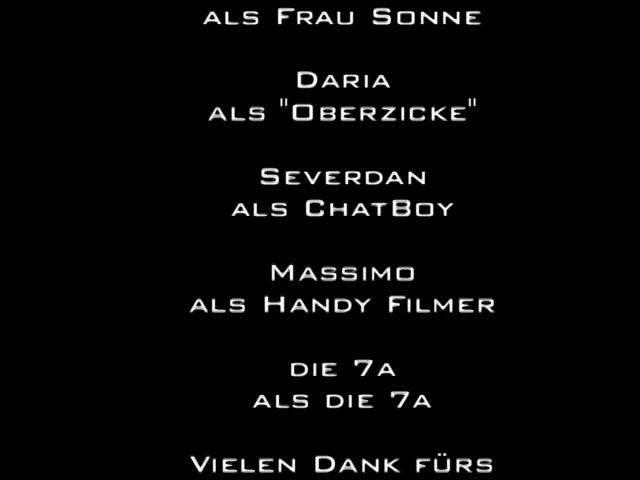 als Frau Sonne
Daria
als "Oberzicke"
Severdan
als ChatBoy
Massimo
als Handy Filmer
die 7a
als die 7a
Vielen Dank fürs